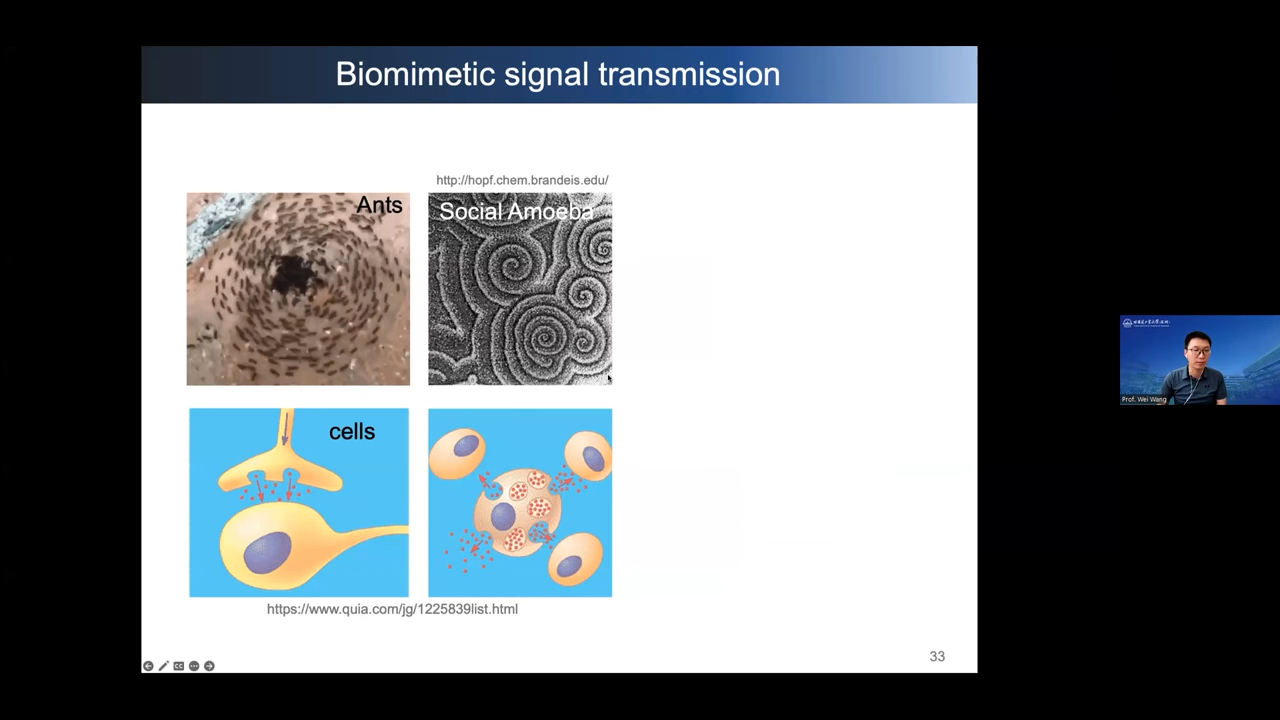 Biomimetic signal transmission
http://hopf.chem.brandeis.edu/
Ants
Social Amoeba
cells
https://www.quia.com/jg/1225839list.html
33
Prof. Wei Wang